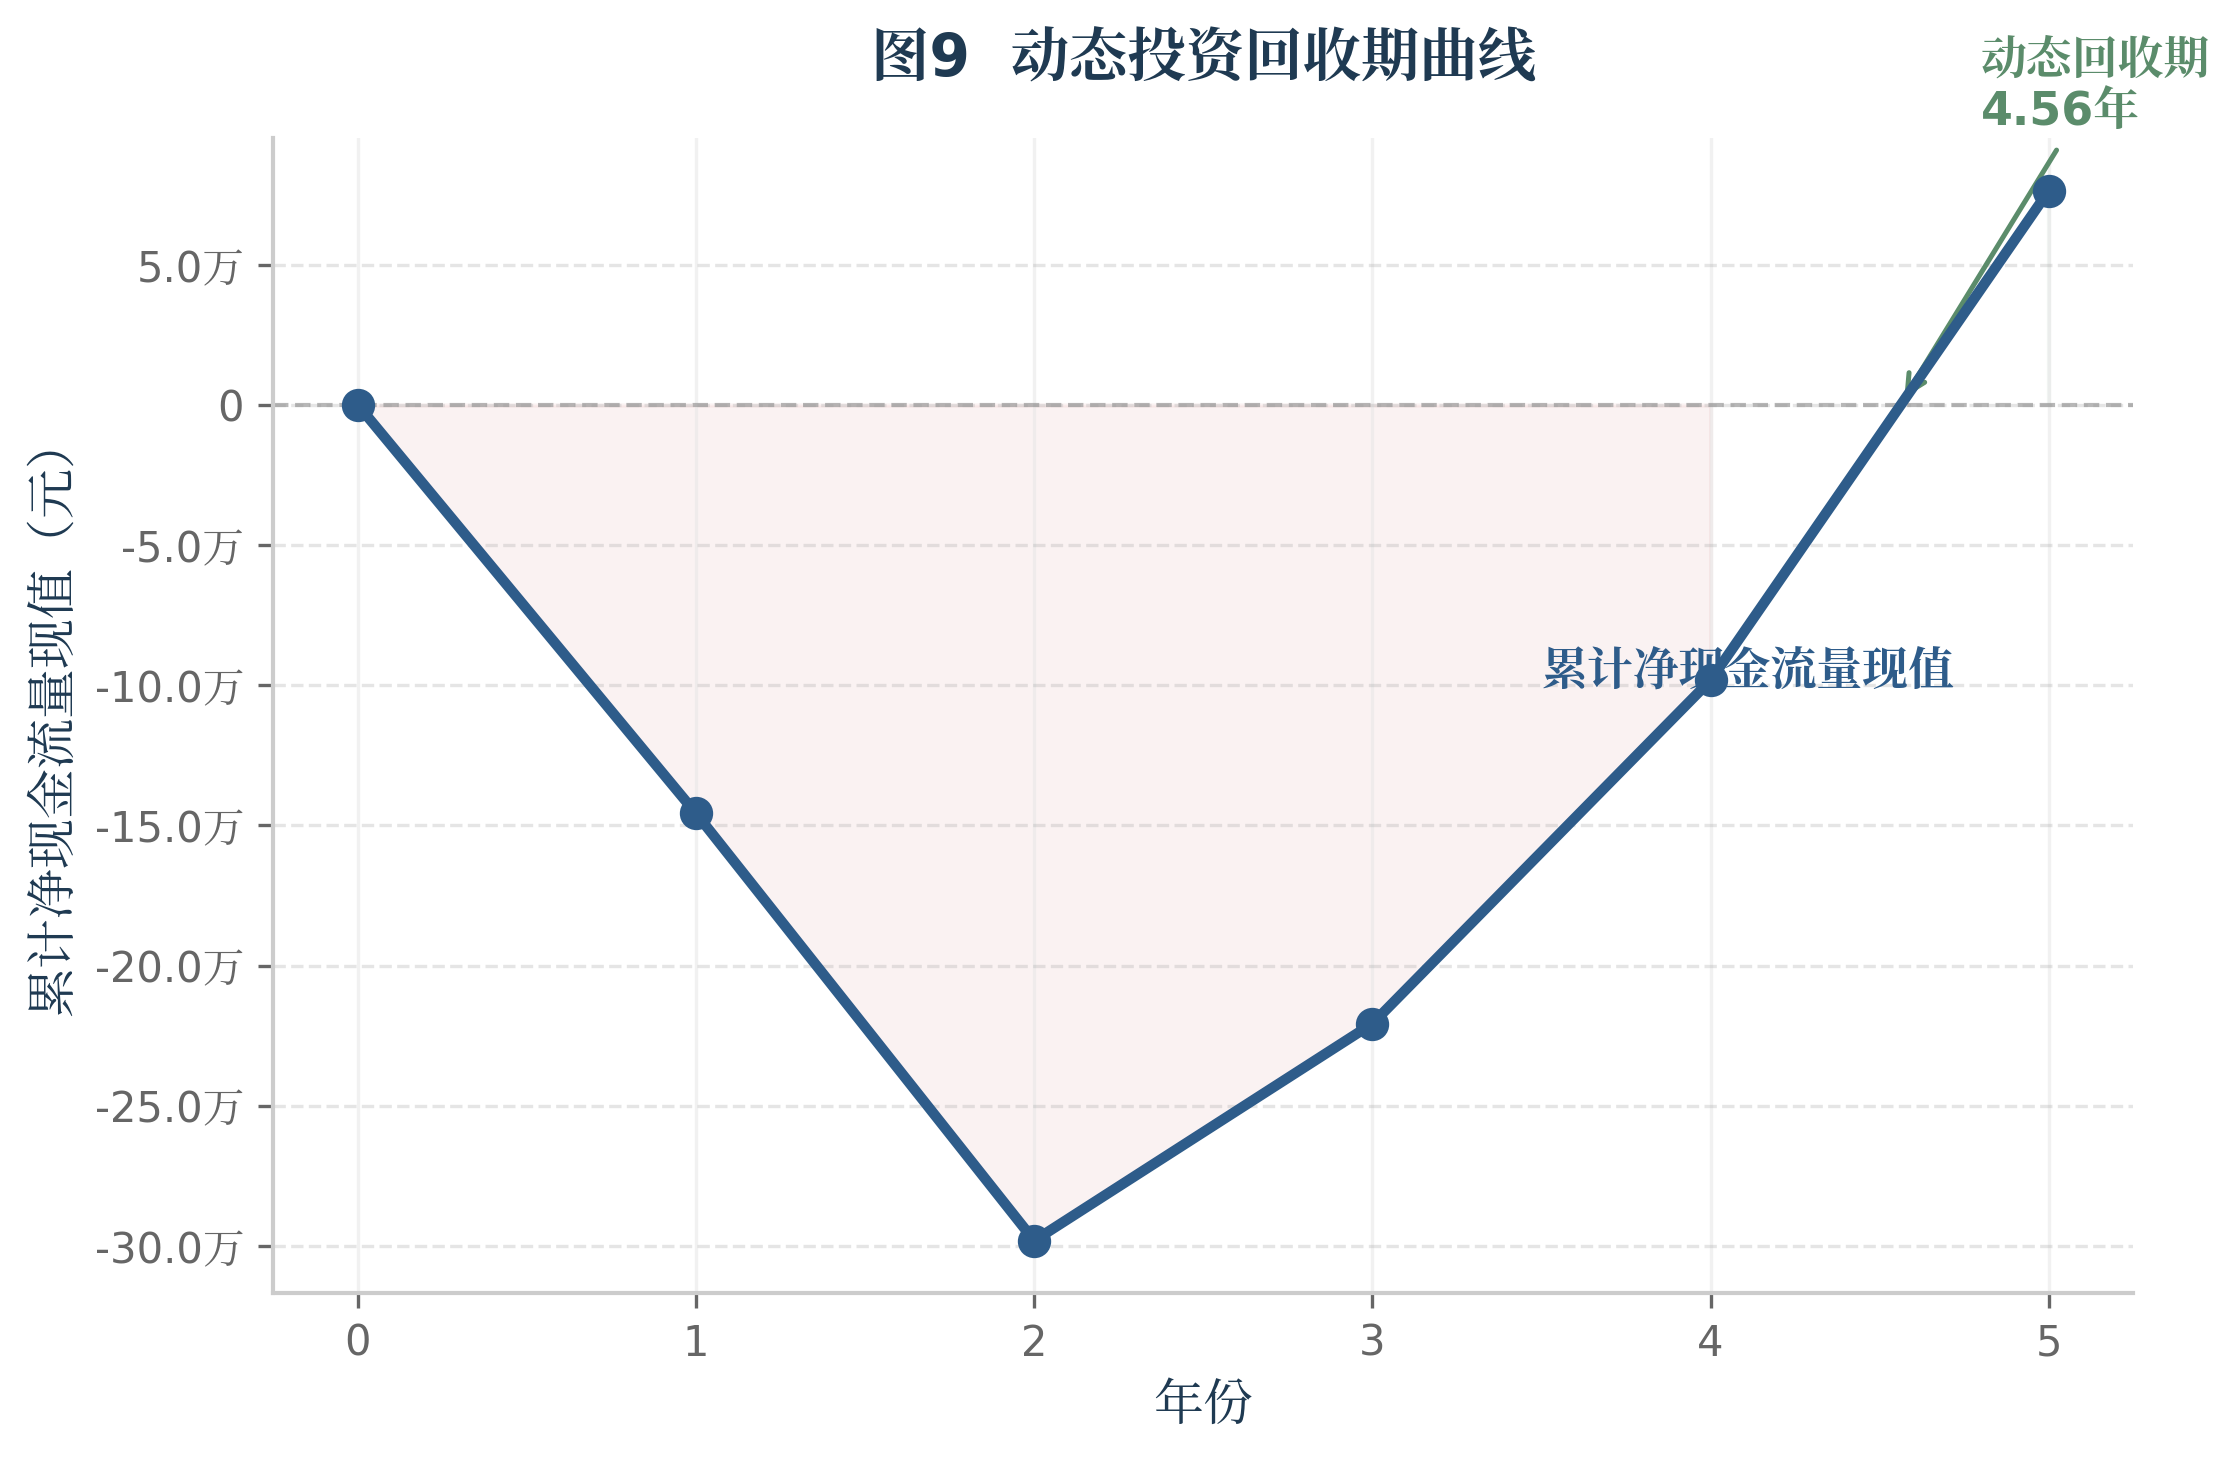 图9 动态投资回收期曲线
动态回收期
4.56年
累计净现金流量现值（元）
5.0万
0
-5.0万
-10.0万
-15.0万
-20.0万
-25.0万
-30.0万
累计净现金流量现值
0 1 2 3 4 5
年份